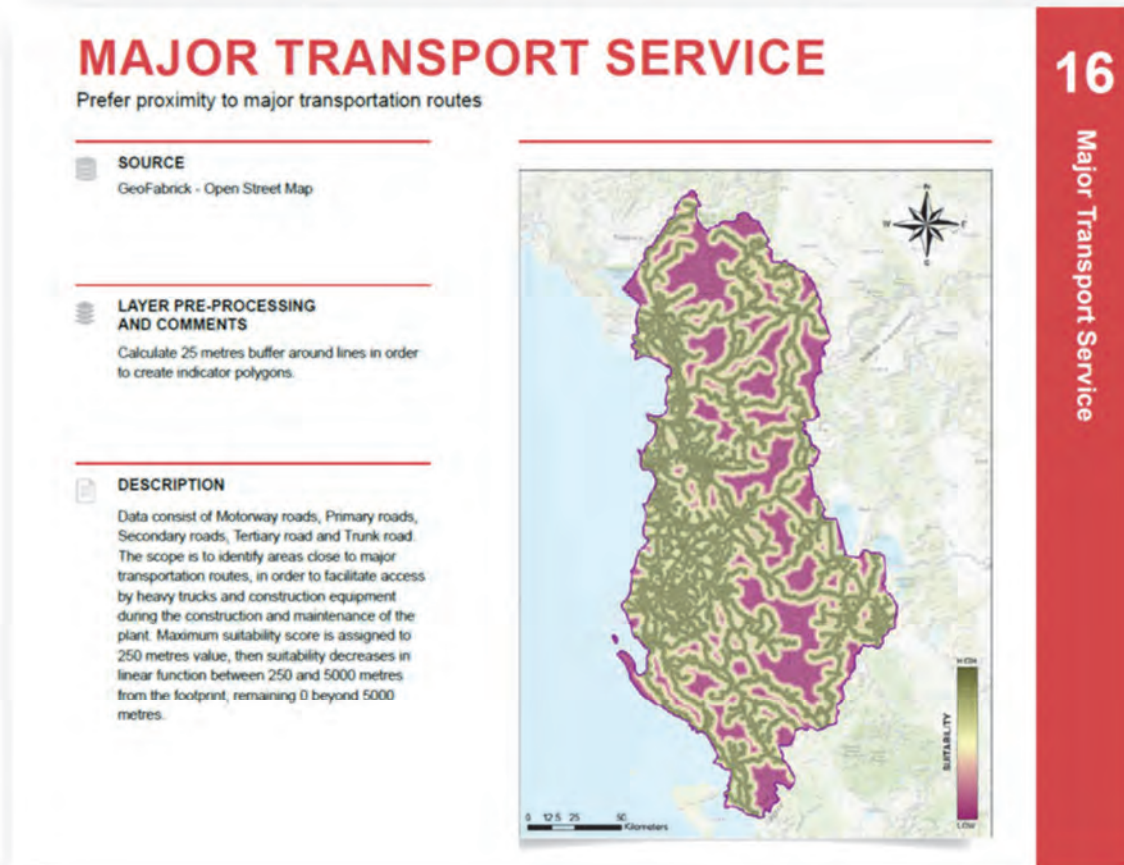 MAJOR TRANSPORT SERVICE
Prefer proximity to major transportation routes
SOURCE
GeoFabrick - Open Street Map
LAYER PRE-PROCESSING
AND COMMENTS
Calculate 25 metres buffer around lines in order
to create indicator polygons.
DESCRIPTION
Data consist of Motorway roads, Primary roads,
Secondary roads, Tertiary road and Trunk road.
The scope is to identify areas close to major
transportation routes, in order to facilitate access
by heavy trucks and construction equipment
during the construction and maintenance of the
plant. Maximum suitability score is assigned to
250 metres value, then suitability decreases in
linear function between 250 and 5000 metres
from the footprint, remaining 0 beyond 5000
metres.
N
W
E
S
HIGH
SUITABILITY
LOW
0 12.5 25 50
Kilometers
16
Major Transport Service